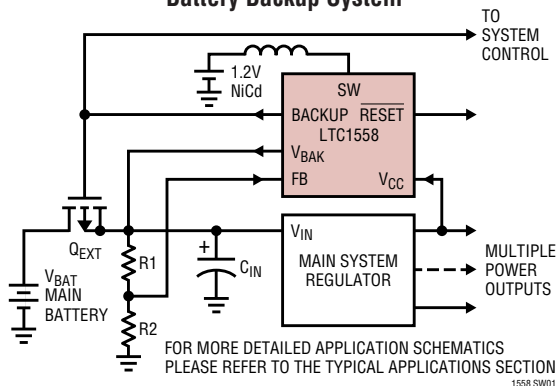 Battery Backup System
TO
SYSTEM
CONTROL
1.2V
NiCd
SW
BACKUP RESET
LTC1558
VBAK
FB VCC
QEXT
VBAT
MAIN
BATTERY
R1
R2
+
CIN
VIN
MAIN SYSTEM
REGULATOR
MULTIPLE
POWER
OUTPUTS
FOR MORE DETAILED APPLICATION SCHEMATICS
PLEASE REFER TO THE TYPICAL APPLICATIONS SECTION
1558 SW01